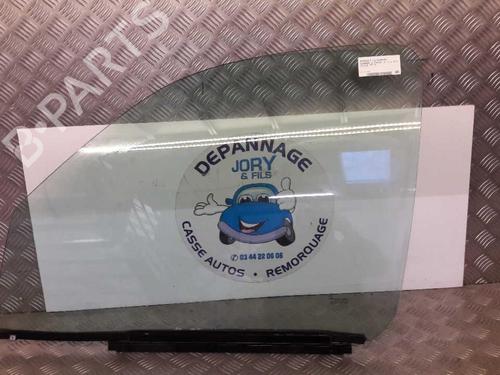 B-PARTS
DEPANNAGE
JORY
& FILS
03 44 22 06 06
CASSE AUTOS • REMORQUAGE